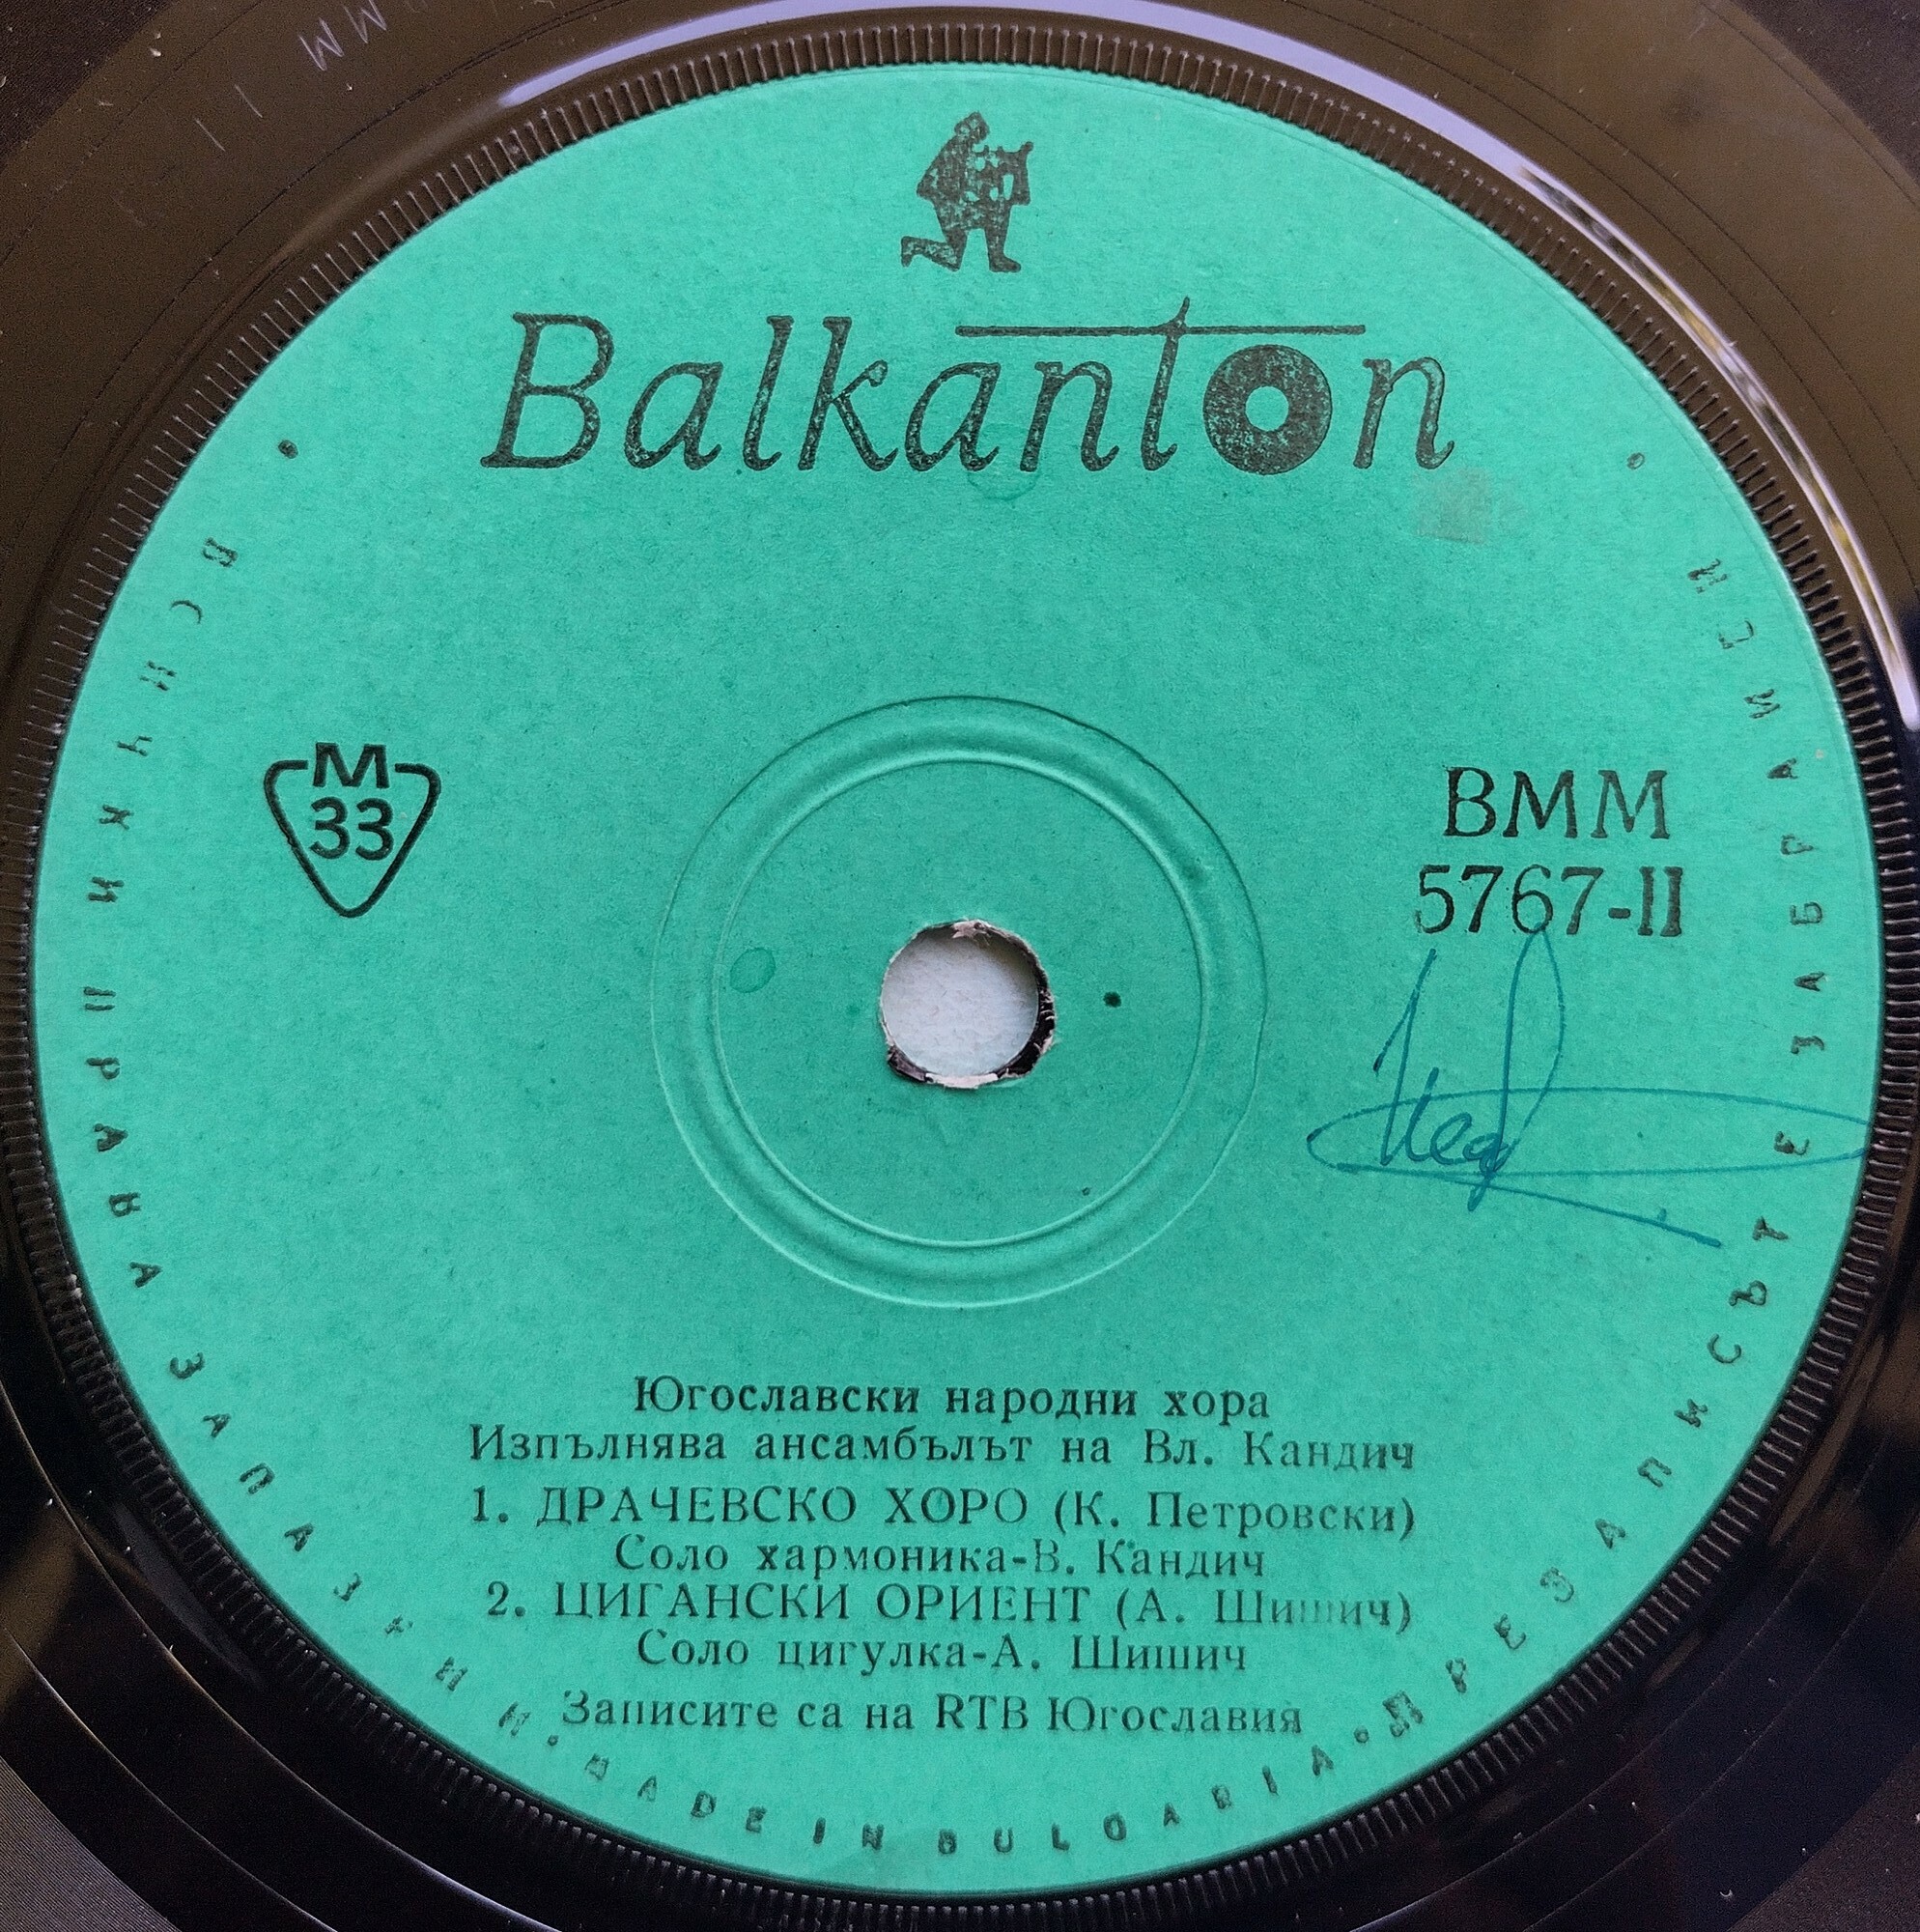 Balkanton
М
33
ВММ
5767-II
Югославски народни хора
Изпълнява ансамбълът на Вл. Кандич
1. ДРАЧЕВСКО ХОРО (К. Петровски)
Соло хармоника-В. Кандич
2. ЦИГАНСКИ ОРИЕНТ (А. Шишич)
Соло цигулка-А. Шишич
Записите са на RTB Югославия
• ВСИЧКИ ПРАВА ЗАПАЗЕНИ • MADE IN BULGARIA • ПРЕЗАПИСЪТ Е ЗАБРАНЕН •